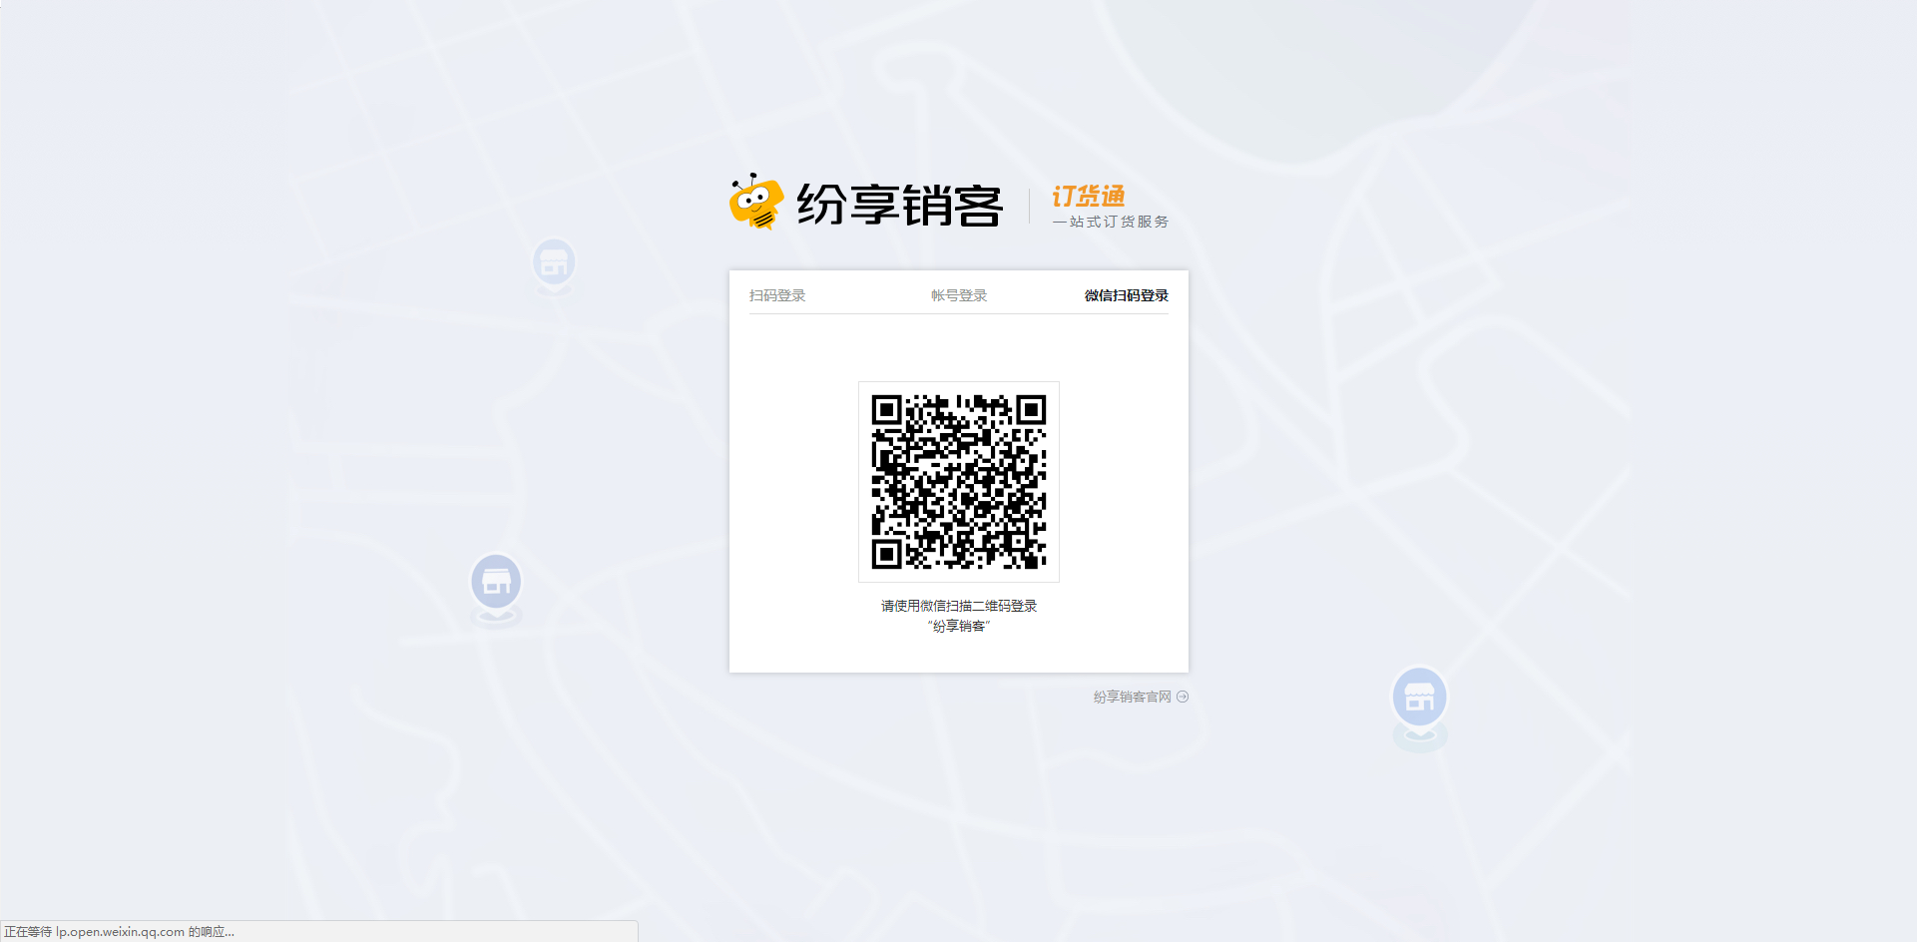 纷享销客
订货通
一站式订货服务
扫码登录 帐号登录 微信扫码登录
请使用微信扫描二维码登录
“纷享销客”
纷享销客官网
正在等待 lp.open.weixin.qq.com 的响应...